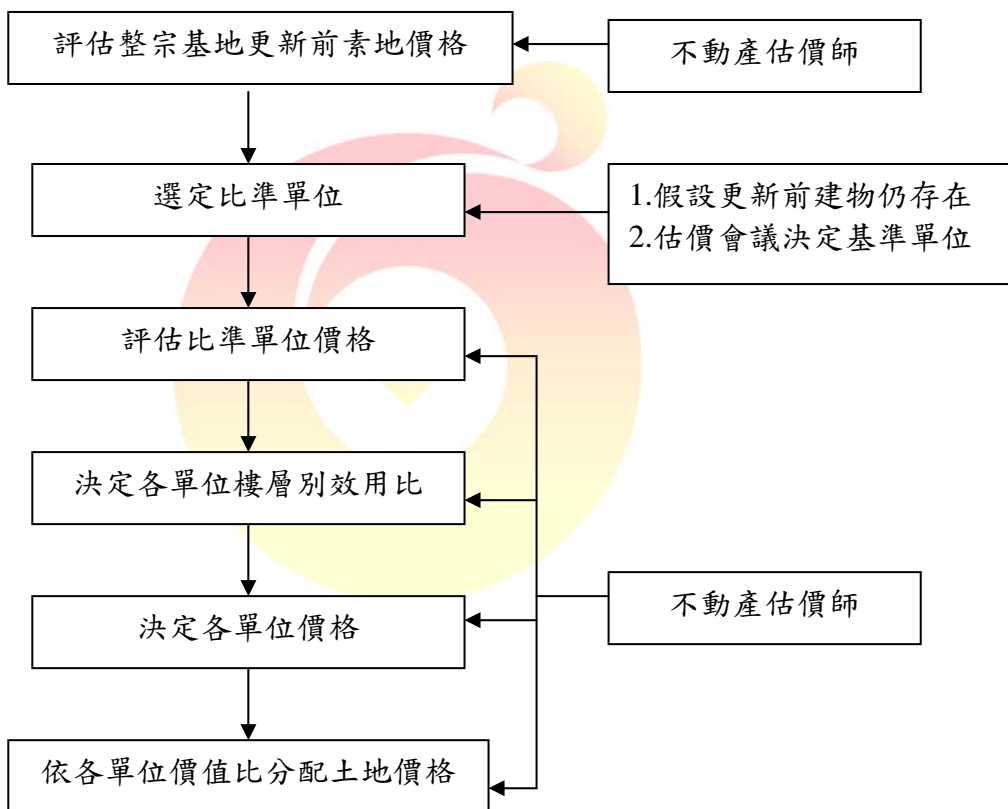 評估整宗基地更新前素地價格
不動產估價師
選定比準單位
1.假設更新前建物仍存在
2.估價會議決定基準單位
評估比準單位價格
決定各單位樓層別效用比
決定各單位價格
不動產估價師
依各單位價值比分配土地價格